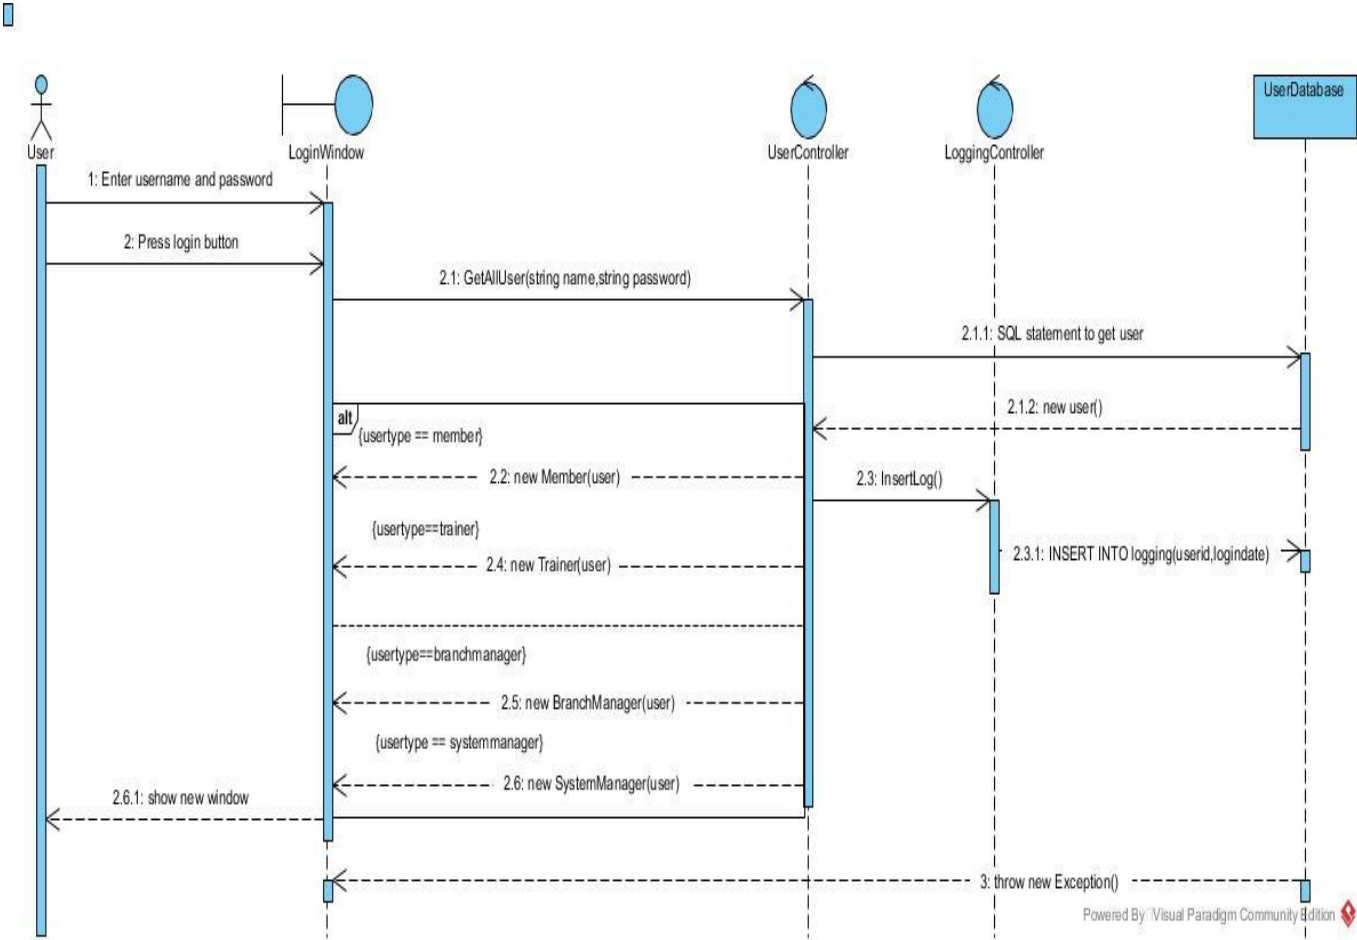 User
LoginWindow
UserController
LoggingController
UserDatabase
1: Enter username and password
2: Press login button
2.1: GetAllUser(string name,string password)
2.1.1: SQL statement to get user
2.1.2: new user()
alt
{usertype == member}
2.2: new Member(user)
2.3: InsertLog()
{usertype==trainer}
2.3.1: INSERT INTO logging(userid,logindate)
2.4: new Trainer(user)
{usertype==branchmanager}
2.5: new BranchManager(user)
{usertype == systemmanager}
2.6: new SystemManager(user)
2.6.1: show new window
3: throw new Exception()
Powered By Visual Paradigm Community Edition